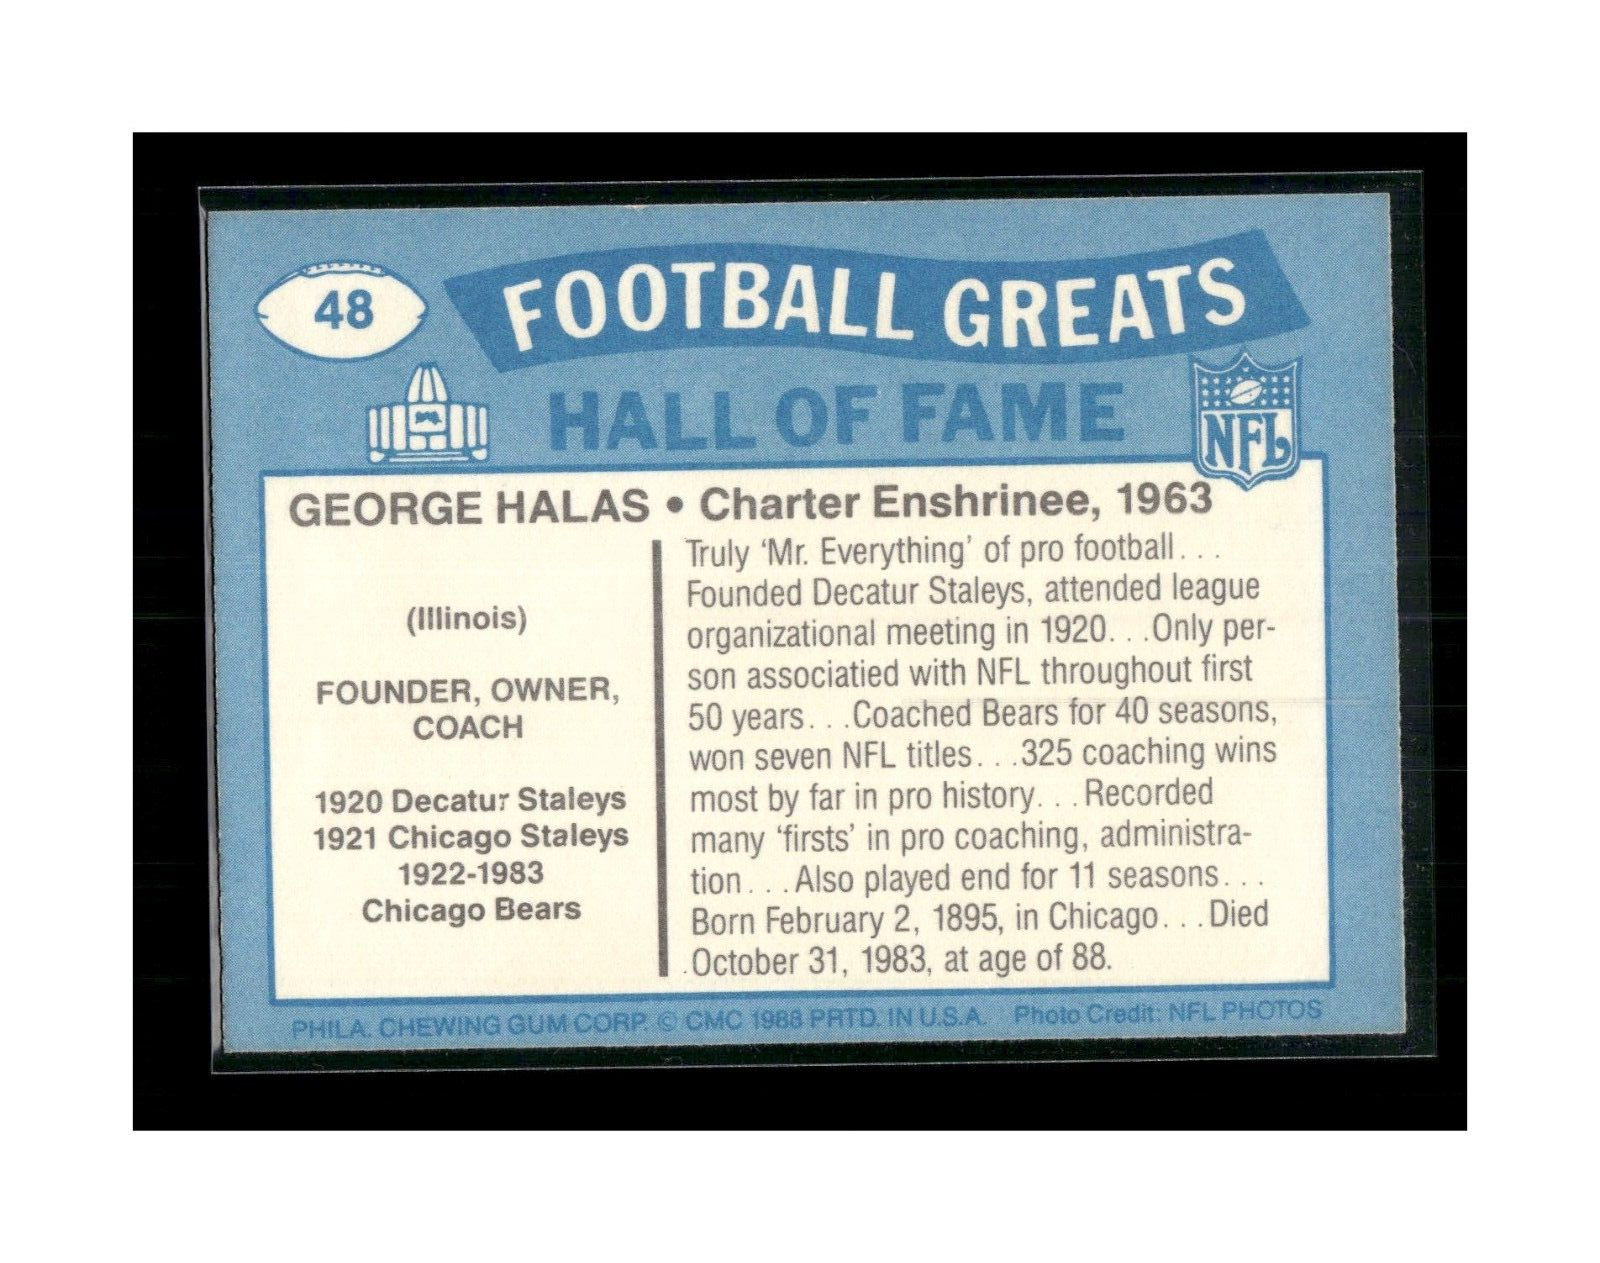 48
FOOTBALL GREATS
HALL OF FAME
NFL
GEORGE HALAS • Charter Enshrinee, 1963
(Illinois)
FOUNDER, OWNER,
COACH
1920 Decatur Staleys
1921 Chicago Staleys
1922-1983
Chicago Bears
Truly ‘Mr. Everything’ of pro football. . .
Founded Decatur Staleys, attended league
organizational meeting in 1920. . .Only per-
son associatied with NFL throughout first
50 years. . .Coached Bears for 40 seasons,
won seven NFL titles. . .325 coaching wins
most by far in pro history. . .Recorded
many ‘firsts’ in pro coaching, administra-
tion. . .Also played end for 11 seasons. . .
Born February 2, 1895, in Chicago. . .Died
October 31, 1983, at age of 88.
PHILA. CHEWING GUM CORP. © CMC 1988 PRTD. IN U.S.A. Photo Credit: NFL PHOTOS